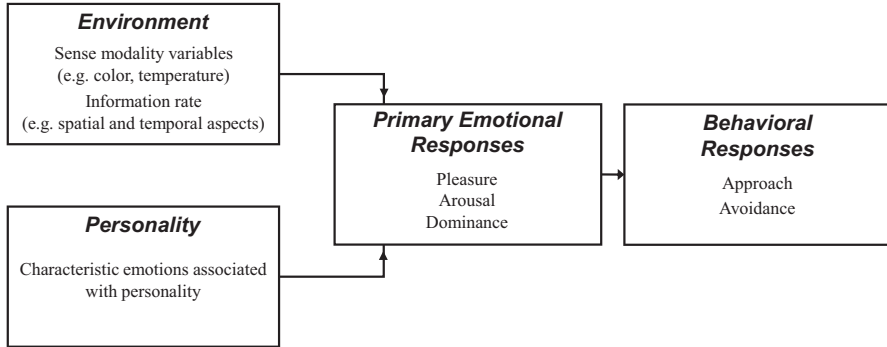 Environment
Sense modality variables
(e.g. color, temperature)
Information rate
(e.g. spatial and temporal aspects)
Personality
Characteristic emotions associated
with personality
Primary Emotional
Responses
Pleasure
Arousal
Dominance
Behavioral
Responses
Approach
Avoidance